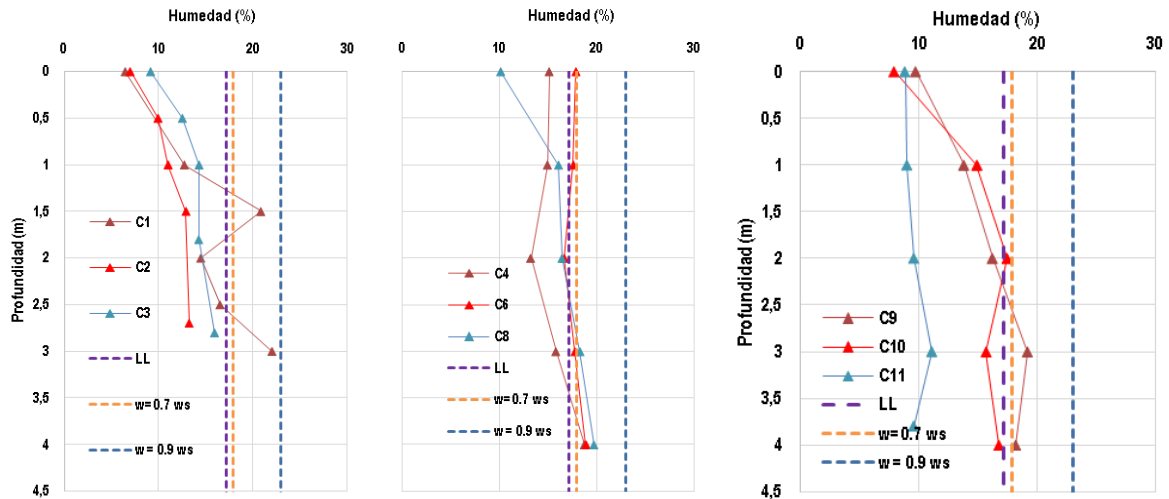 Humedad (%)
0 10 20 30
Profundidad (m)
0
0,5
1
1,5
2
2,5
3
3,5
4
4,5
C1
C2
C3
LL
w= 0.7 ws
w = 0.9 ws
Humedad (%)
0 10 20 30
C4
C6
C8
LL
w= 0.7 ws
w = 0.9 ws
Humedad (%)
0 10 20 30
Profundidad (m)
0
0,5
1
1,5
2
2,5
3
3,5
4
4,5
C9
C10
C11
LL
w= 0.7 ws
w = 0.9 ws